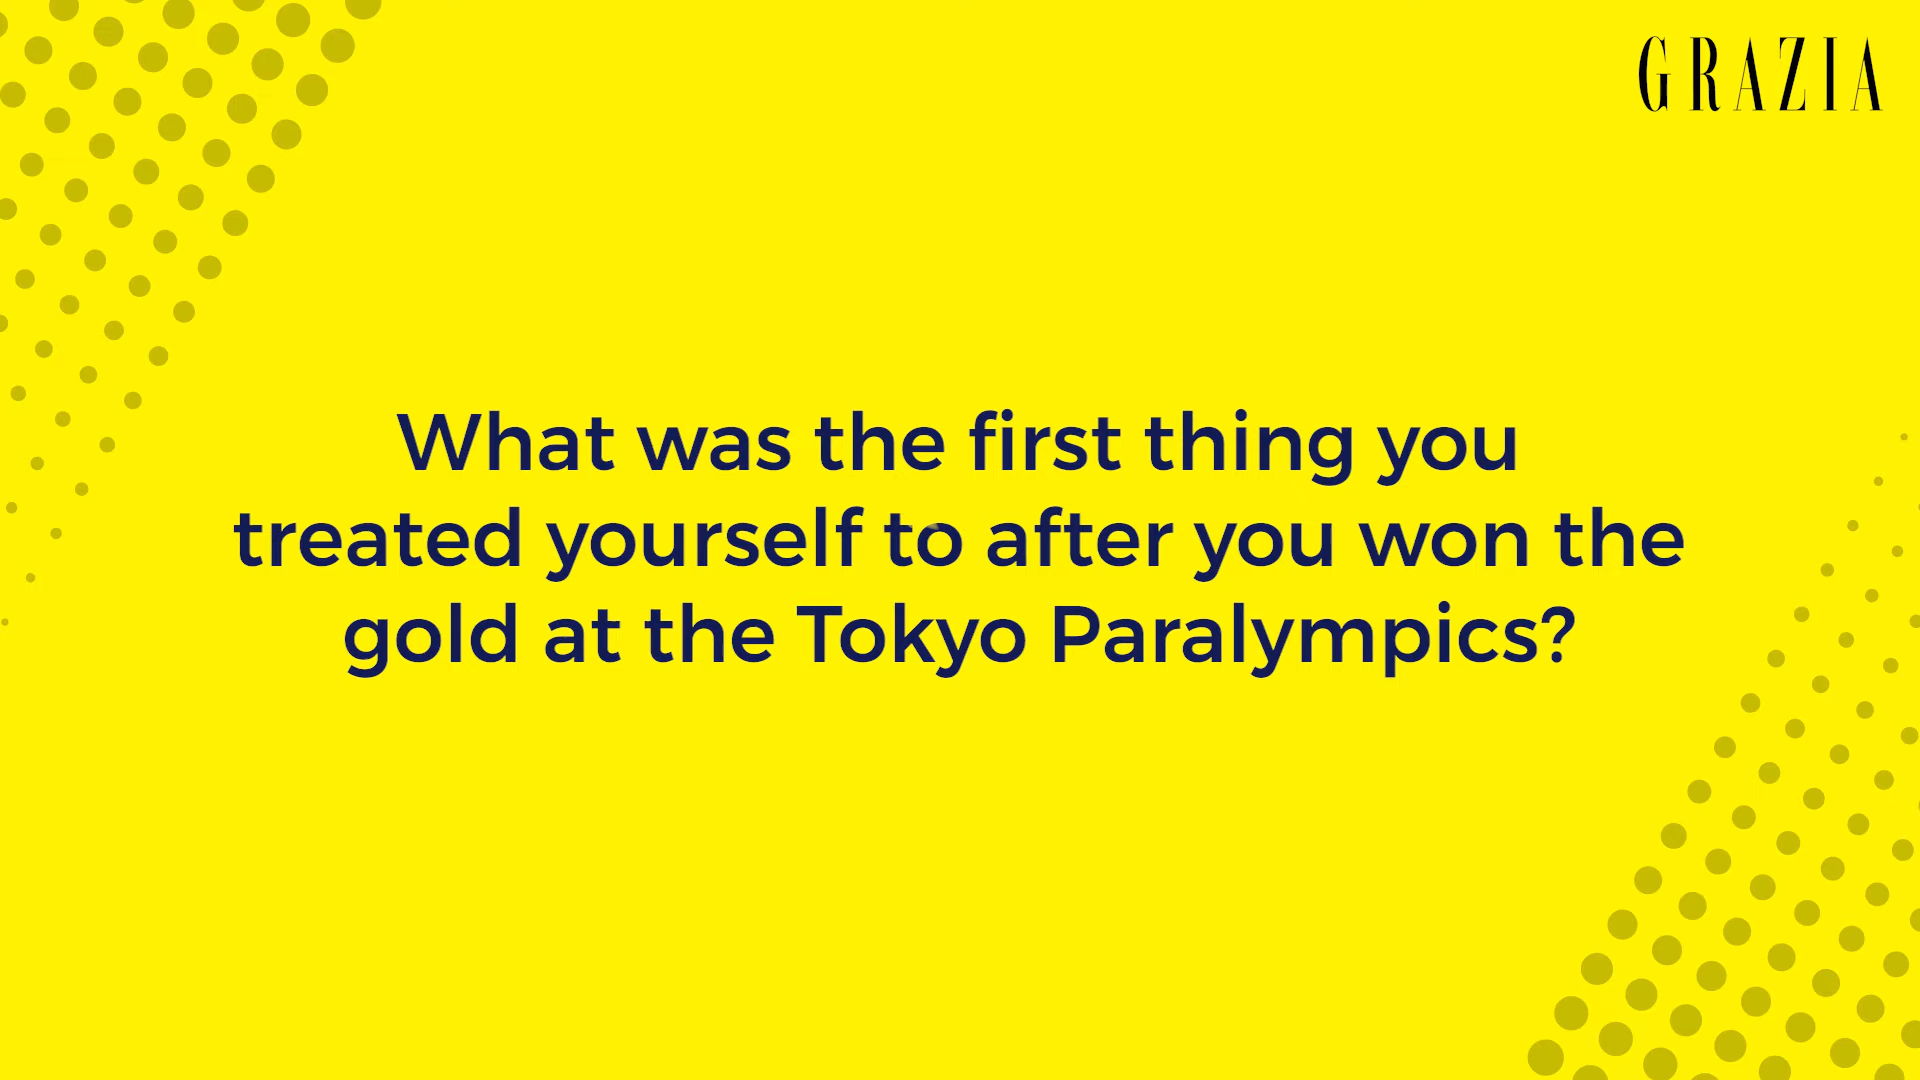 GRAZIA
What was the first thing you
treated yourself to after you won the
gold at the Tokyo Paralympics?